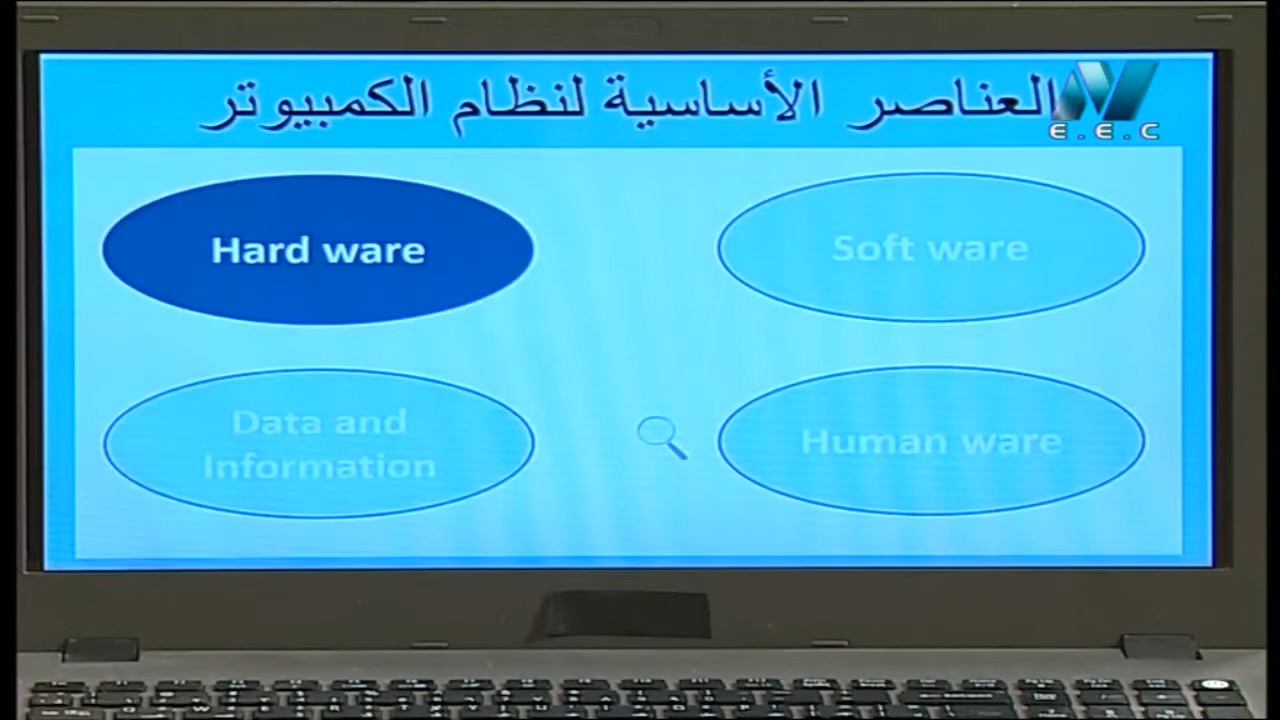 العناصر الأساسية لنظام الكمبيوتر
E.E.C
Hard ware
Soft ware
Data and
Information
Human ware